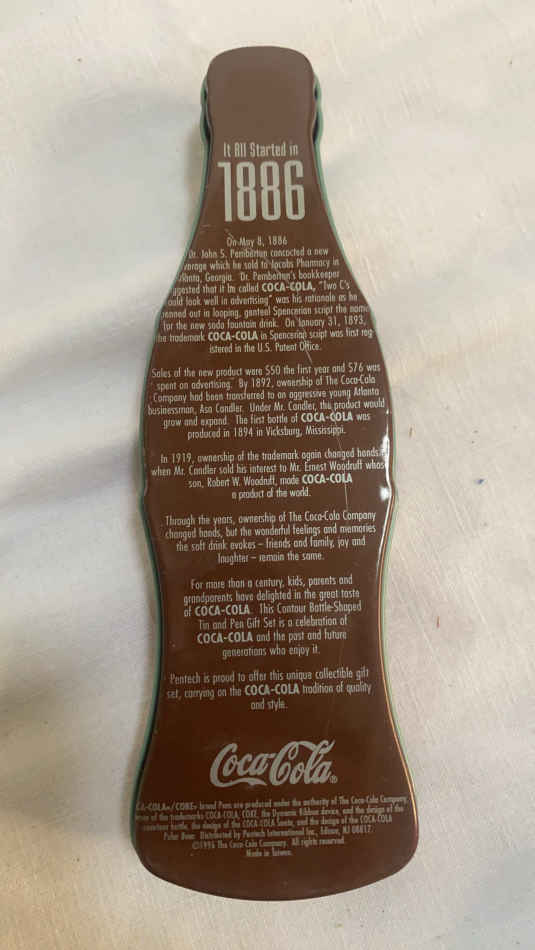 It All Started in
1886
On May 8, 1886
Dr. John S. Pemberton concocted a new
verage which he sold to Jacobs Pharmacy in
tlanta, Georgia. Dr. Pemberton's bookkeeper
ggested that it be called COCA-COLA, "Two C's
ould look well in advertising" was his rationale as he
enned out in looping, genteel Spencerian script the name
for the new soda fountain drink. On January 31, 1893,
he trademark COCA-COLA in Spencerian script was first reg
istered in the U.S. Patent Office.
Sales of the new product were $50 the first year and $76 was
spent on advertising. By 1892, ownership of The Coca-Cola
Company had been transferred to an aggressive young Atlanta
businessman, Asa Candler. Under Mr. Candler, the product would
grow and expand. The first bottle of COCA-COLA was
produced in 1894 in Vicksburg, Mississippi.
In 1919, ownership of the trademark again changed hands
when Mr. Candler sold his interest to Mr. Ernest Woodruff whose
son, Robert W. Woodruff, made COCA-COLA
a product of the world.
Through the years, ownership of The Coca-Cola Company
changed hands, but the wonderful feelings and memories
the soft drink evokes – friends and family, joy and
laughter – remain the same.
For more than a century, kids, parents and
grandparents have delighted in the great taste
of COCA-COLA. This Contour Bottle-Shaped
Tin and Pen Gift Set is a celebration of
COCA-COLA and the past and future
generations who enjoy it.
Pentech is proud to offer this unique collectible gift
set, carrying on the COCA-COLA tradition of quality
and style.
Coca-Cola®
CA-COLA®/COKE® brand Pens are produced under the authority of The Coca-Cola Company,
wner of the trademarks COCA-COLA, COKE, the Dynamic Ribbon device, and the design of the
contour bottle, the design of the COCA-COLA Santa, and the design of the COCA-COLA
Polar Bear. Distributed by Pentech International Inc., Edison, NJ 08817.
©1996 The Coca-Cola Company. All rights reserved.
Made in Taiwan.